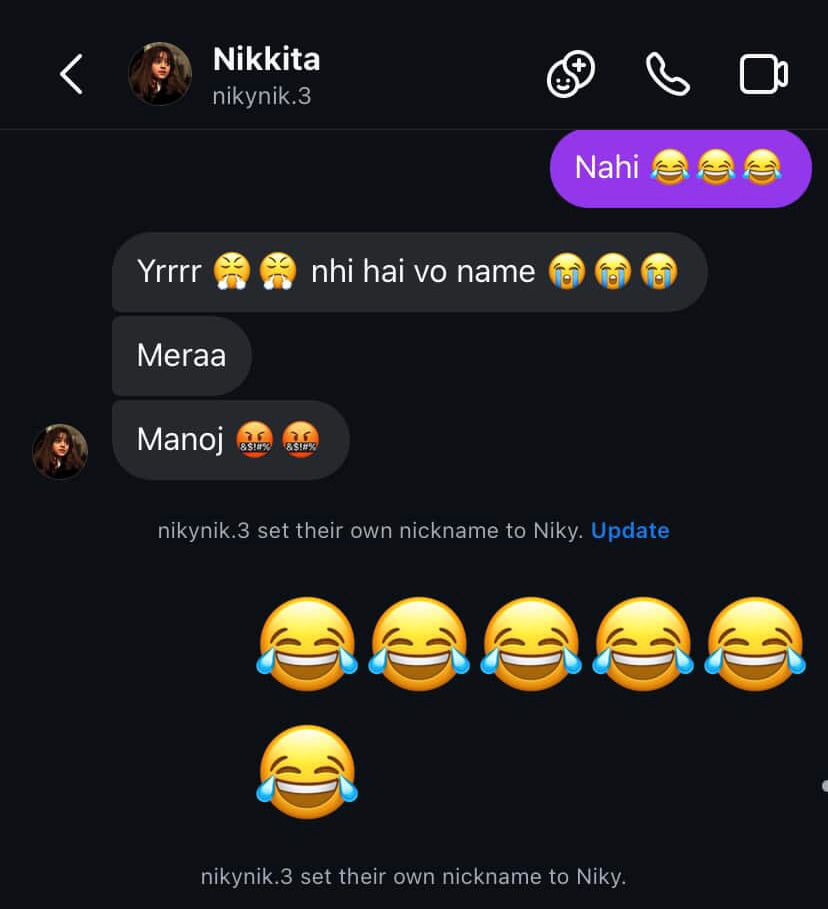 Nikkita
nikynik.3
Nahi 😂😂😂
Yrrrr 😤😤 nhi hai vo name 😭😭😭
Meraa
Manoj 🤬🤬
nikynik.3 set their own nickname to Niky. Update
😂😂😂😂😂
😂
nikynik.3 set their own nickname to Niky.